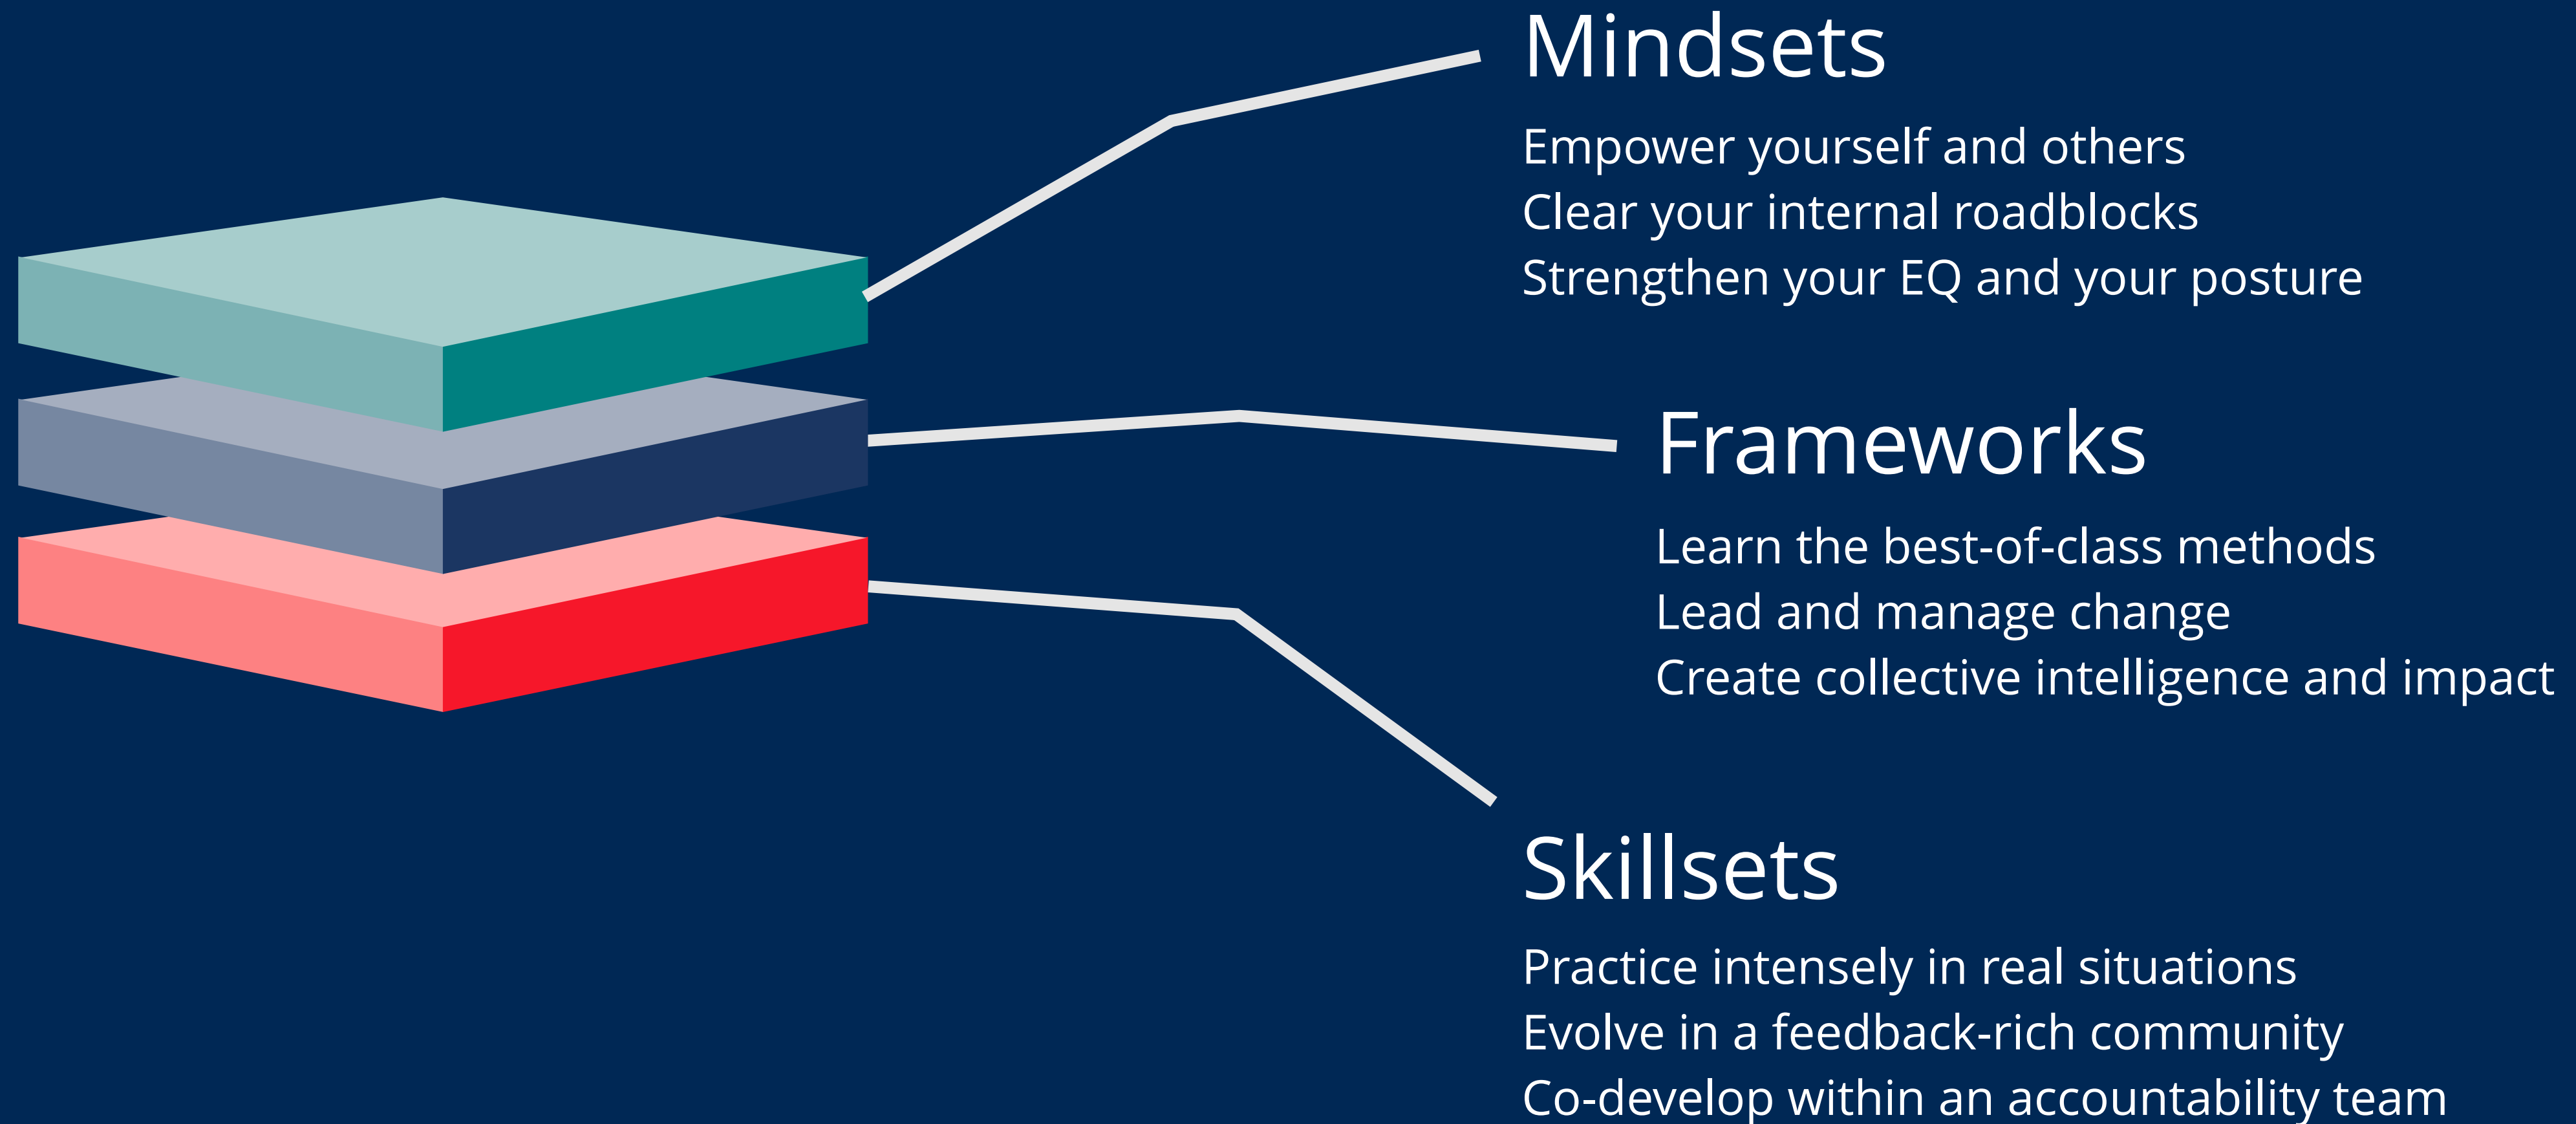 Mindsets
Empower yourself and others
Clear your internal roadblocks
Strengthen your EQ and your posture
Frameworks
Learn the best-of-class methods
Lead and manage change
Create collective intelligence and impact
Skillsets
Practice intensely in real situations
Evolve in a feedback-rich community
Co-develop within an accountability team